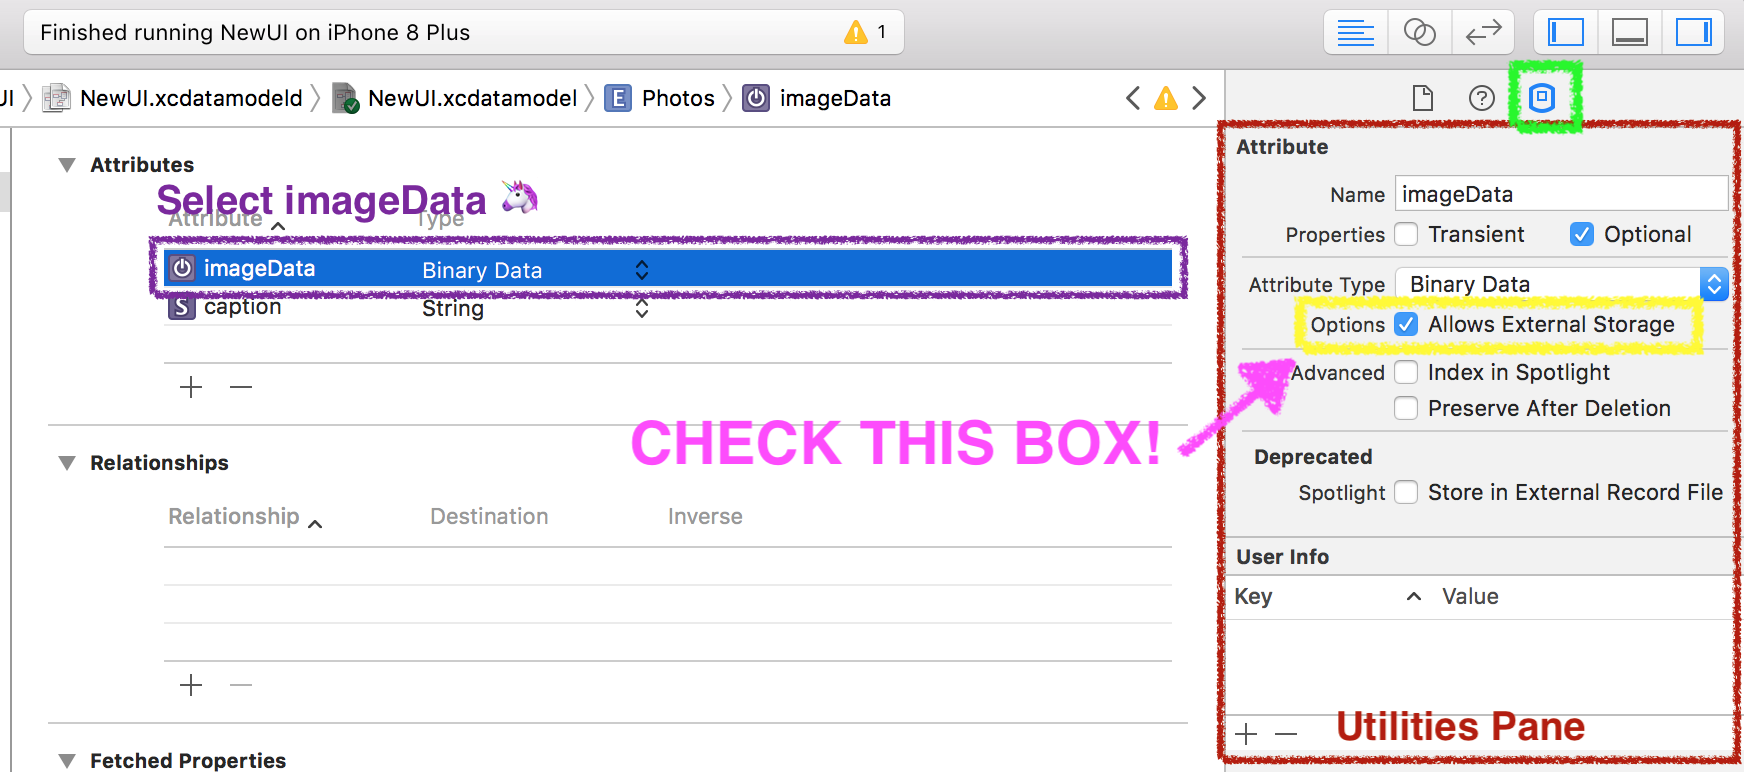 Finished running NewUI on iPhone 8 Plus 1
UI NewUI.xcdatamodeld NewUI.xcdatamodel E Photos imageData
Attributes
Select imageData 🦄
Attribute Type
imageData Binary Data
S caption String
CHECK THIS BOX!
Relationships
Relationship Destination Inverse
Fetched Properties
Attribute
Name imageData
Properties Transient Optional
Attribute Type Binary Data
Options Allows External Storage
Advanced Index in Spotlight
Preserve After Deletion
Deprecated
Spotlight Store in External Record File
User Info
Key Value
Utilities Pane